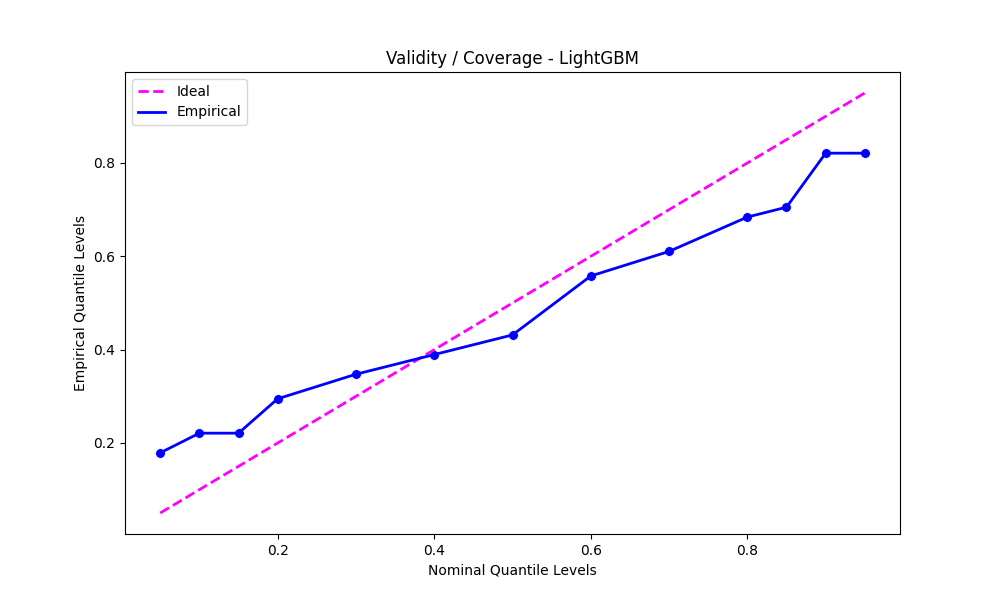 Validity / Coverage - LightGBM
Ideal
Empirical
0.8
0.6
0.4
0.2
Empirical Quantile Levels
0.2 0.4 0.6 0.8
Nominal Quantile Levels